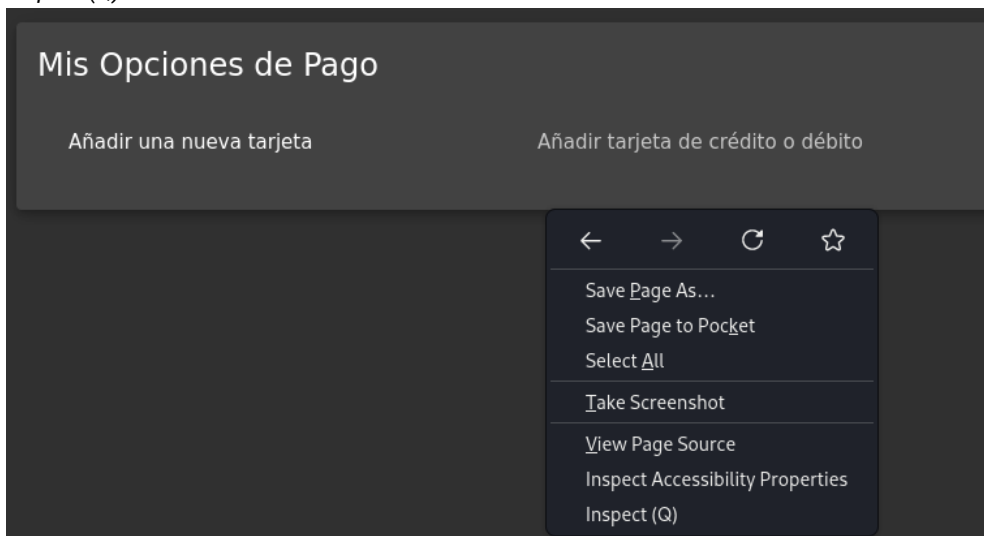 Mis Opciones de Pago
Añadir una nueva tarjeta Añadir tarjeta de crédito o débito
Save Page As...
Save Page to Pocket
Select All
Take Screenshot
View Page Source
Inspect Accessibility Properties
Inspect (Q)